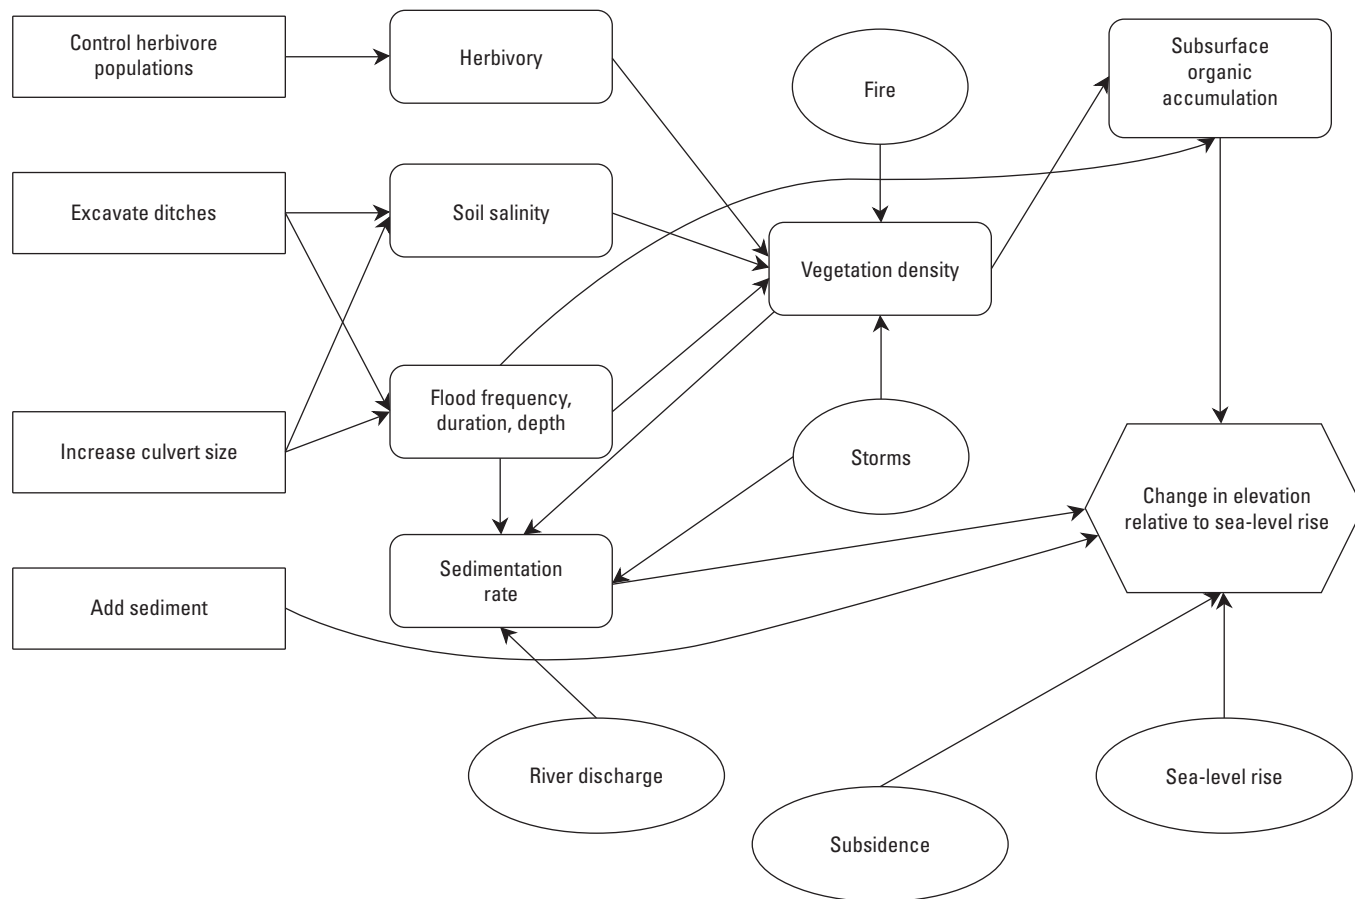 Control herbivore
populations
Herbivory
Fire
Subsurface
organic
accumulation
Excavate ditches
Soil salinity
Vegetation density
Increase culvert size
Flood frequency,
duration, depth
Storms
Change in elevation
relative to sea-level rise
Add sediment
Sedimentation
rate
River discharge
Subsidence
Sea-level rise